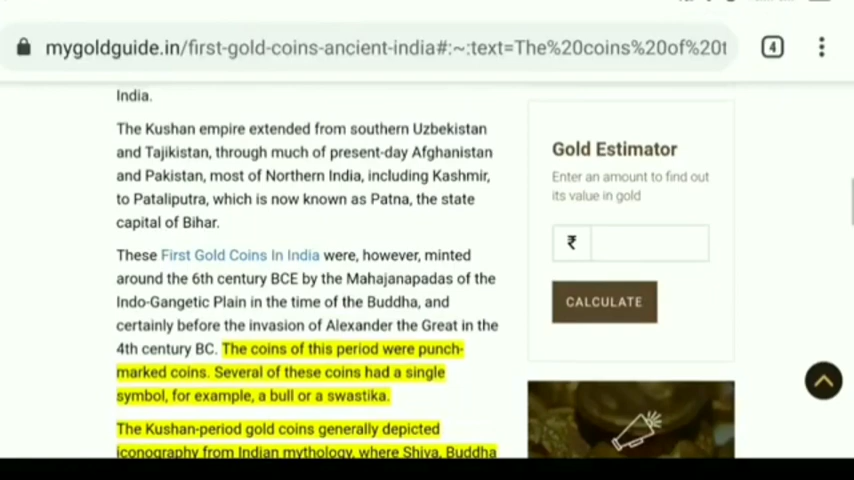 mygoldguide.in/first-gold-coins-ancient-india#:~:text=The%20coins%20of%20t
4
India.
The Kushan empire extended from southern Uzbekistan
and Tajikistan, through much of present-day Afghanistan
and Pakistan, most of Northern India, including Kashmir,
to Pataliputra, which is now known as Patna, the state
capital of Bihar.
These First Gold Coins In India were, however, minted
around the 6th century BCE by the Mahajanapadas of the
Indo-Gangetic Plain in the time of the Buddha, and
certainly before the invasion of Alexander the Great in the
4th century BC. The coins of this period were punch-
marked coins. Several of these coins had a single
symbol, for example, a bull or a swastika.
The Kushan-period gold coins generally depicted
iconography from Indian mythology, where Shiva, Buddha
Gold Estimator
Enter an amount to find out
its value in gold
₹
CALCULATE